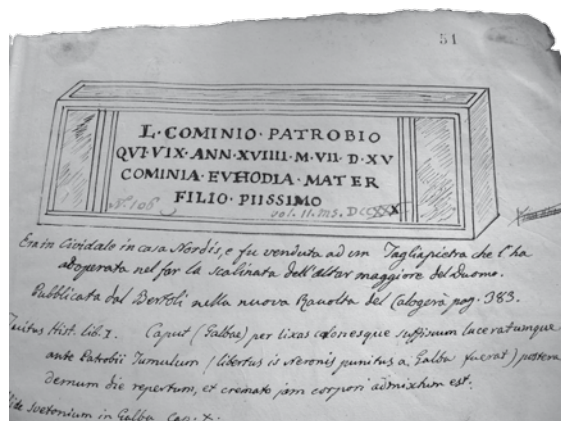 51
L·COMINIO·PATROBIO
QVI·VIX·ANN·XVIIII·M·VII·D·XV
COMINIA·EVHODIA·MATER
FILIO·PIISSIMO
N.º 106
vol. II. ms. DCCXXX
Era in Cividale in casa Nordis, e fu venduta ad un Tagliapietra che l'ha
adoperata nel far la scalinata dell'altar maggiore del Duomo.
Pubblicata dal Bertoli nella nuova Raccolta del Calogerà pag. 383.
Hist. lib. I. Caput (Galbae) per lixas calonesque suffixum laceratumque
ante Patrobii Tumulum (libertus is Neronis punitus a Galba fuerat) postera
demum die repertum, et cremato jam corpori admixtum est.
Suetonium in Galba Cap. X.